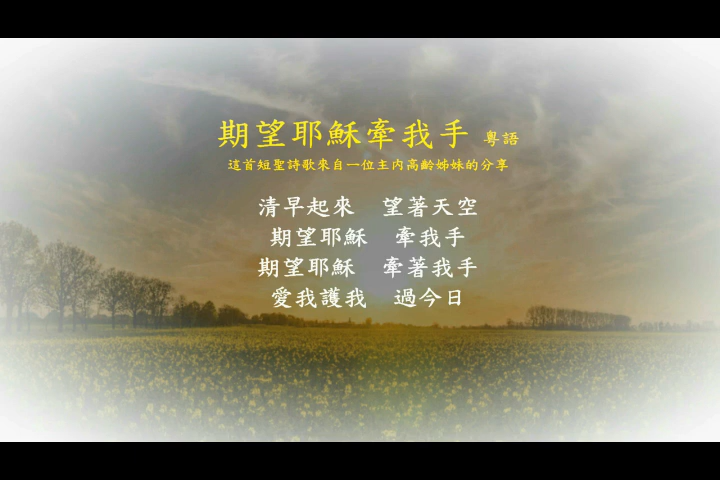 期望耶穌牽我手 粵語
這首短聖詩歌來自一位主內高齡姊妹的分享
清早起來　望著天空
期望耶穌　牽我手
期望耶穌　牽著我手
愛我護我　過今日